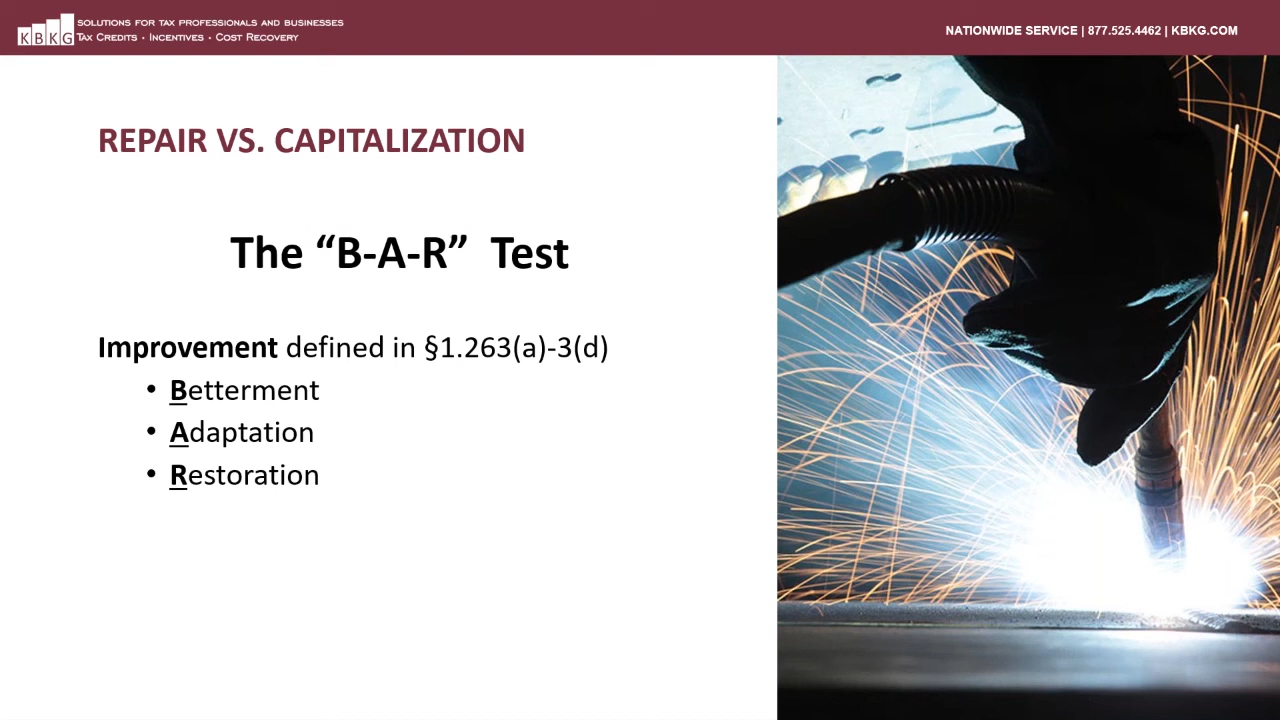 KBKG
SOLUTIONS FOR TAX PROFESSIONALS AND BUSINESSES
TAX CREDITS · INCENTIVES · COST RECOVERY
NATIONWIDE SERVICE | 877.525.4462 | KBKG.COM
REPAIR VS. CAPITALIZATION
The “B-A-R” Test
Improvement defined in §1.263(a)-3(d)
• Betterment
• Adaptation
• Restoration